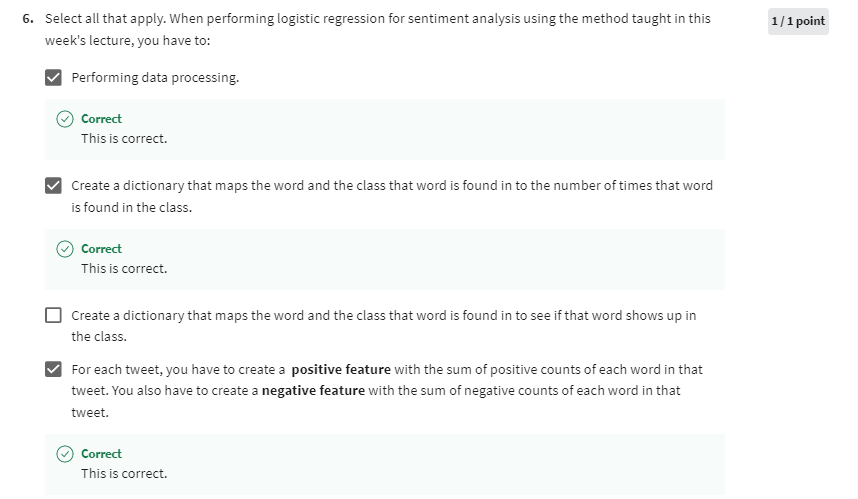 6. Select all that apply. When performing logistic regression for sentiment analysis using the method taught in this
week's lecture, you have to:
1 / 1 point
Performing data processing.
Correct
This is correct.
Create a dictionary that maps the word and the class that word is found in to the number of times that word
is found in the class.
Correct
This is correct.
Create a dictionary that maps the word and the class that word is found in to see if that word shows up in
the class.
For each tweet, you have to create a positive feature with the sum of positive counts of each word in that
tweet. You also have to create a negative feature with the sum of negative counts of each word in that
tweet.
Correct
This is correct.